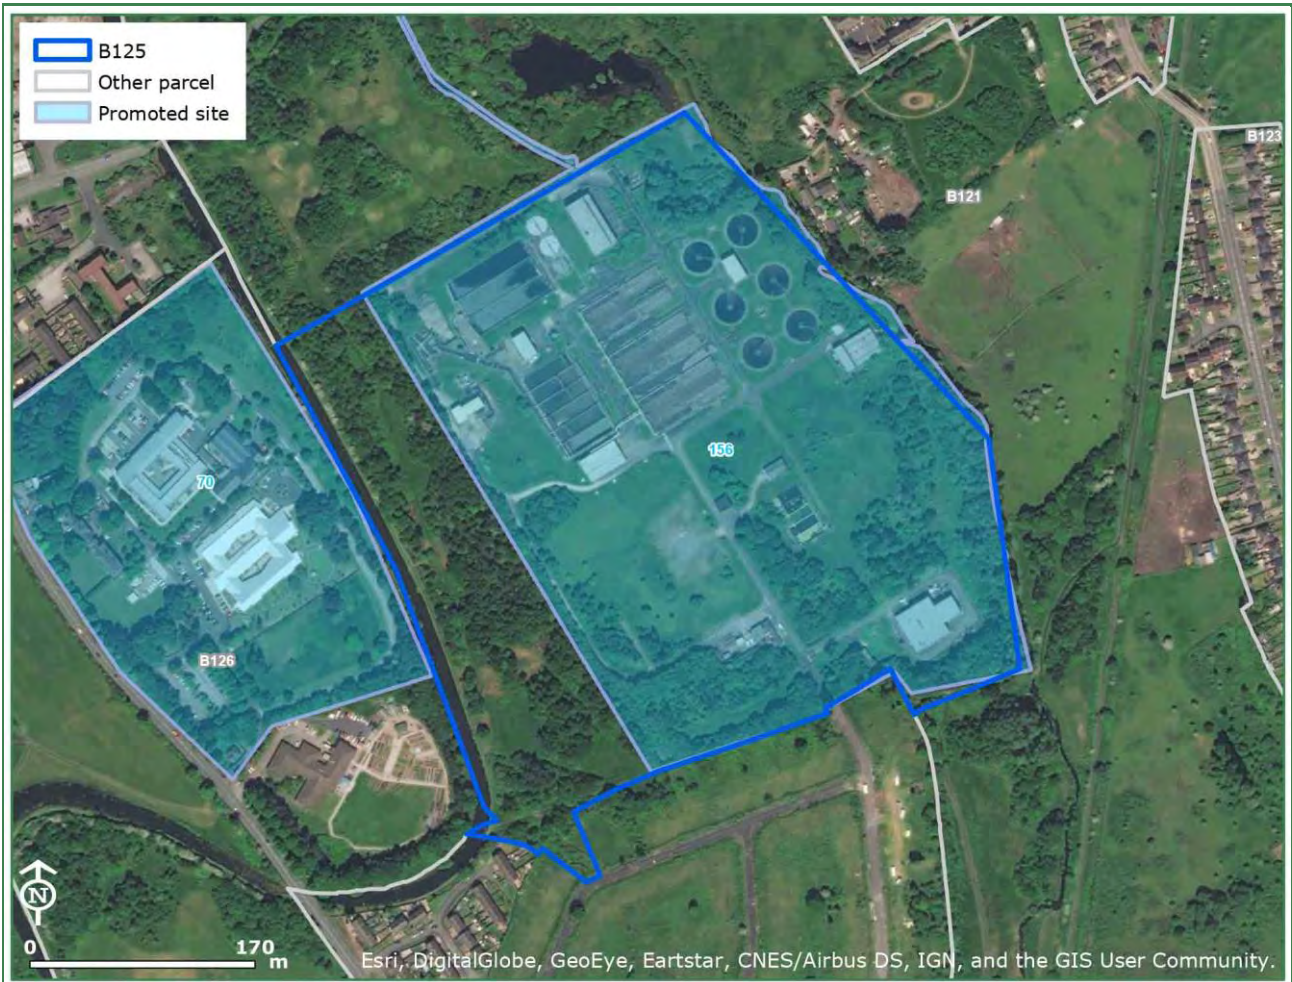 B125
Other parcel
Promoted site
B123
B121
156
70
B126
N
0 170
m
Esri, DigitalGlobe, GeoEye, Eartstar, CNES/Airbus DS, IGN, and the GIS User Community.